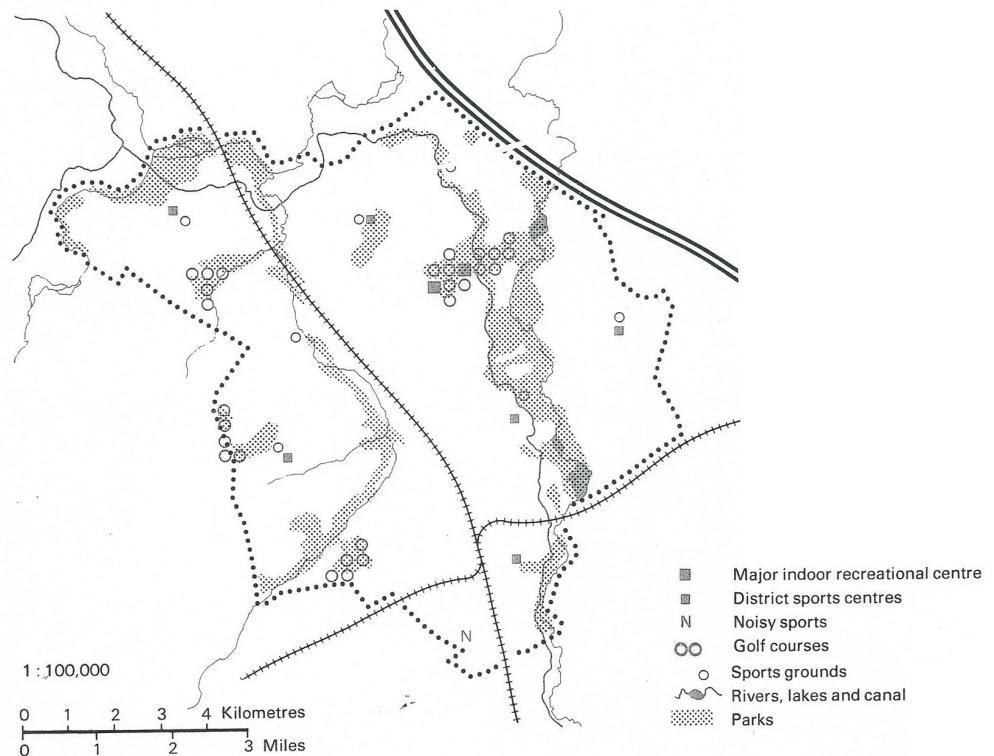 N
Major indoor recreational centre
District sports centres
N Noisy sports
Golf courses
Sports grounds
Rivers, lakes and canal
Parks
1 : 100,000
0 1 2 3 4 Kilometres
0 1 2 3 Miles